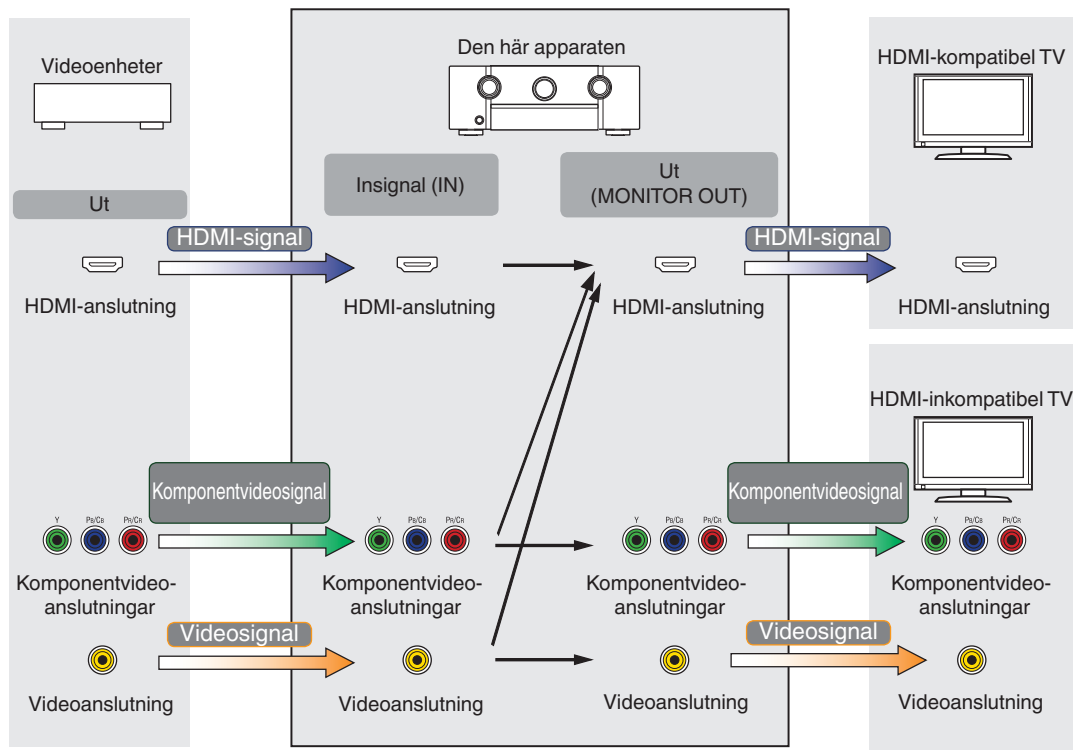 Videoenheter
Den här apparaten
HDMI-kompatibel TV
Ut
Insignal (IN)
Ut
(MONITOR OUT)
HDMI-signal
HDMI-signal
HDMI-anslutning
HDMI-anslutning
HDMI-anslutning
HDMI-anslutning
HDMI-inkompatibel TV
Komponentvideosignal
Komponentvideosignal
Y PB/CB PR/CR
Y PB/CB PR/CR
Y PB/CB PR/CR
Y PB/CB PR/CR
Komponentvideo-
anslutningar
Komponentvideo-
anslutningar
Komponentvideo-
anslutningar
Komponentvideo-
anslutningar
Videosignal
Videosignal
Videoanslutning
Videoanslutning
Videoanslutning
Videoanslutning